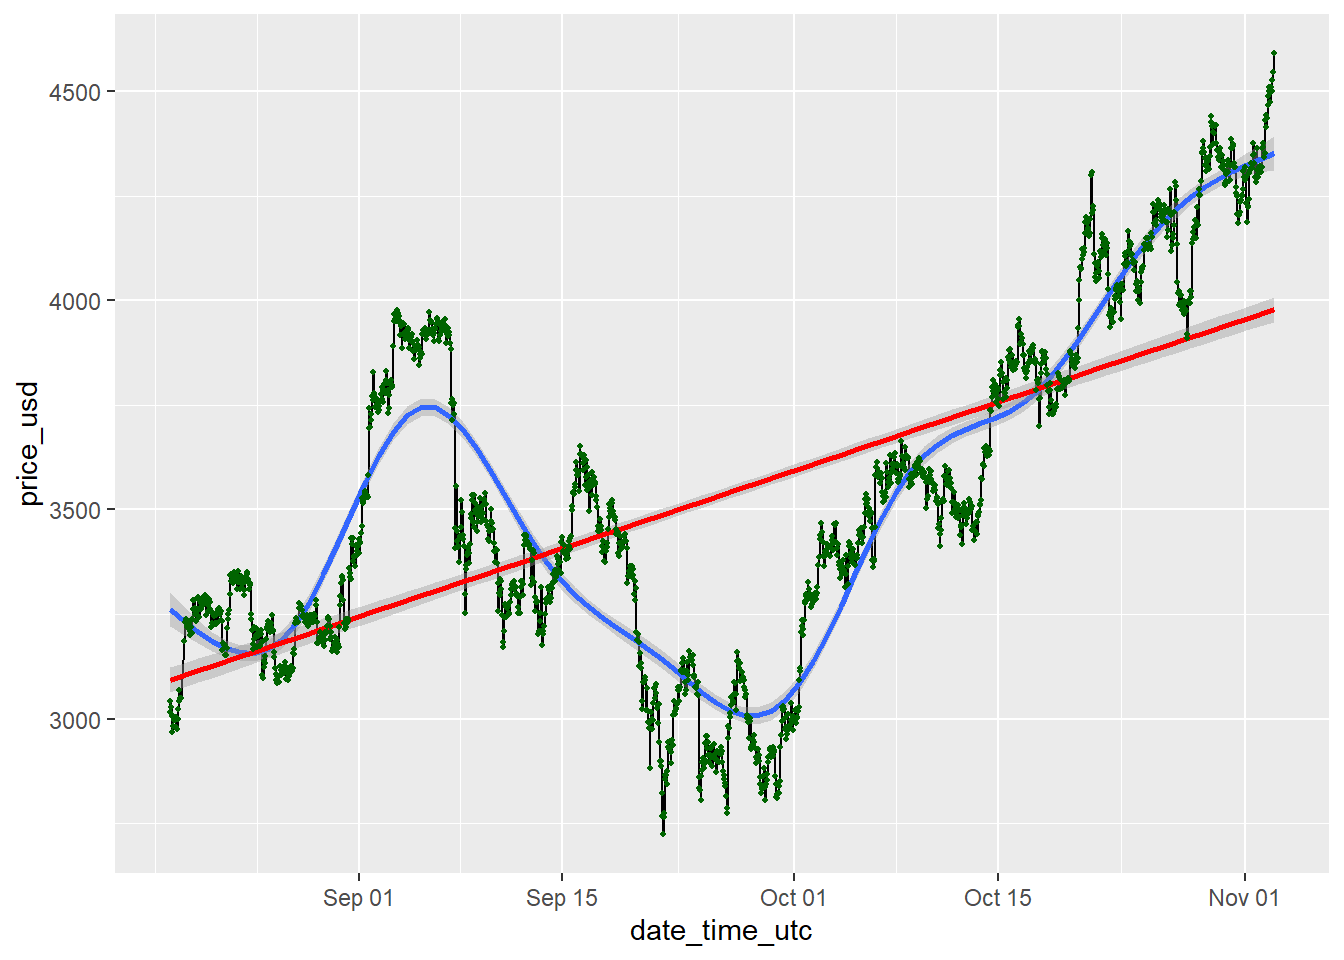 price_usd
4500
4000
3500
3000
Sep 01
Sep 15
Oct 01
Oct 15
Nov 01
date_time_utc